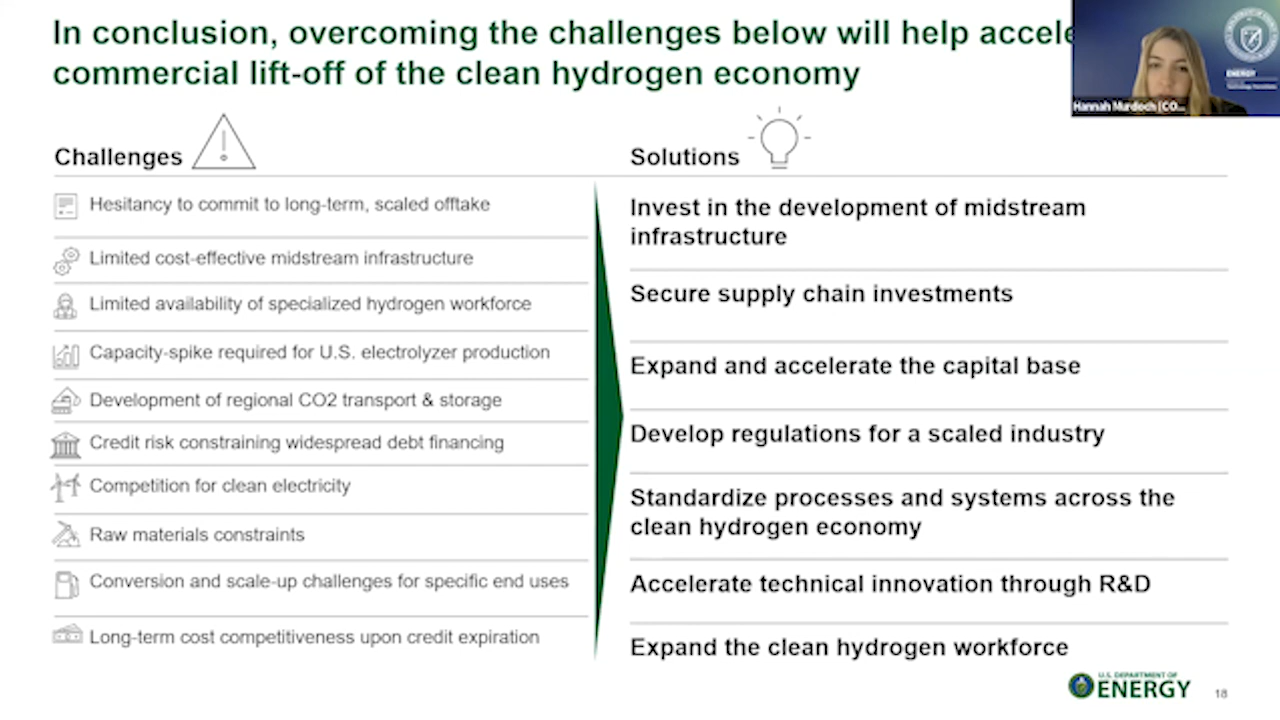 In conclusion, overcoming the challenges below will help accele
commercial lift-off of the clean hydrogen economy
Hannah Murdoch (CO...
ENERGY
Challenges
Hesitancy to commit to long-term, scaled offtake
Limited cost-effective midstream infrastructure
Limited availability of specialized hydrogen workforce
Capacity-spike required for U.S. electrolyzer production
Development of regional CO2 transport & storage
Credit risk constraining widespread debt financing
Competition for clean electricity
Raw materials constraints
Conversion and scale-up challenges for specific end uses
Long-term cost competitiveness upon credit expiration
Solutions
Invest in the development of midstream
infrastructure
Secure supply chain investments
Expand and accelerate the capital base
Develop regulations for a scaled industry
Standardize processes and systems across the
clean hydrogen economy
Accelerate technical innovation through R&D
Expand the clean hydrogen workforce
U.S. DEPARTMENT OF
ENERGY
18